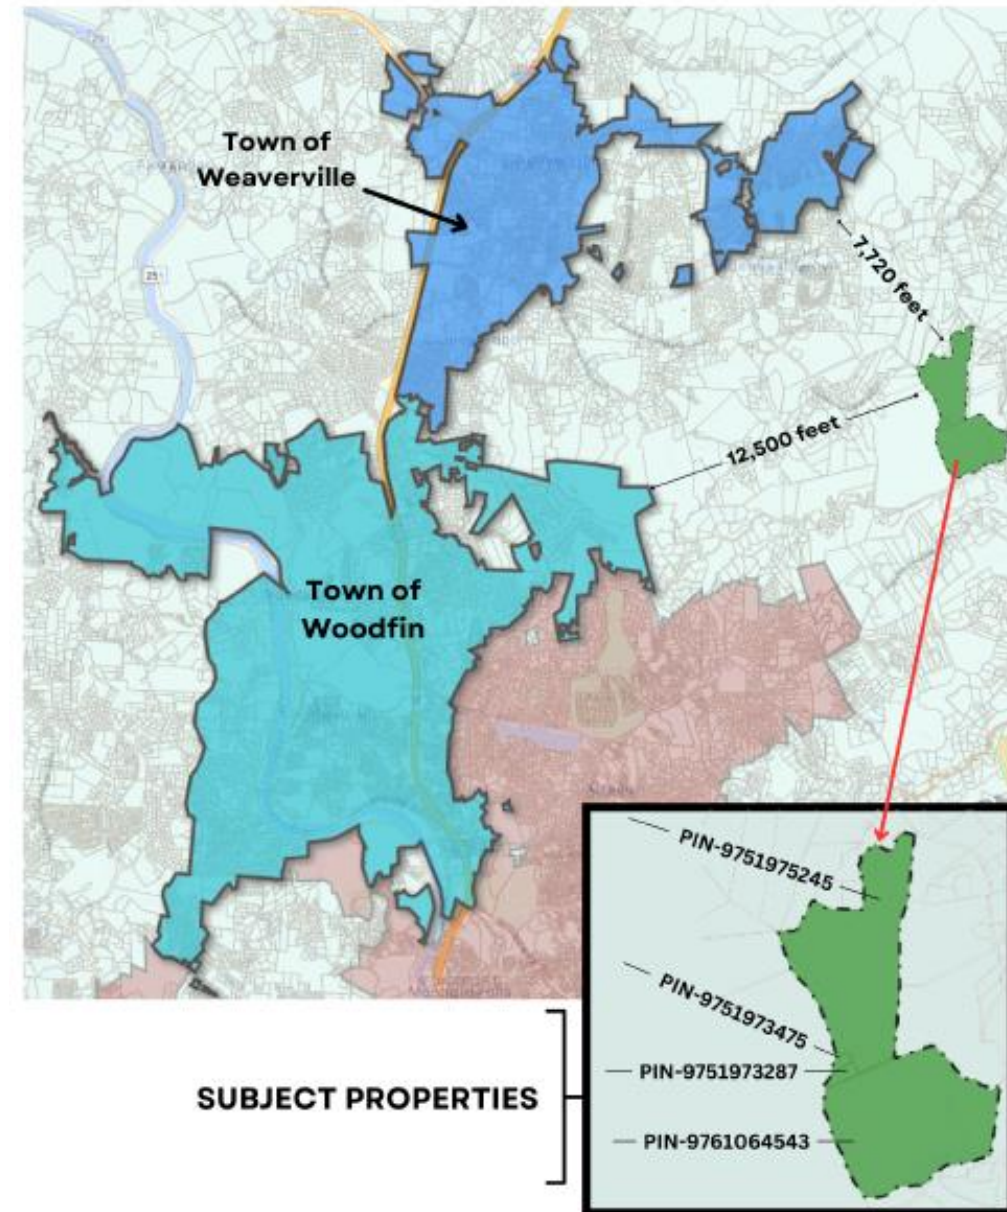 Town of
Weaverville
7,720 feet
12,500 feet
25
Town of
Woodfin
PIN-9751975245
PIN-9751973475
PIN-9751973287
PIN-9761064543
SUBJECT PROPERTIES